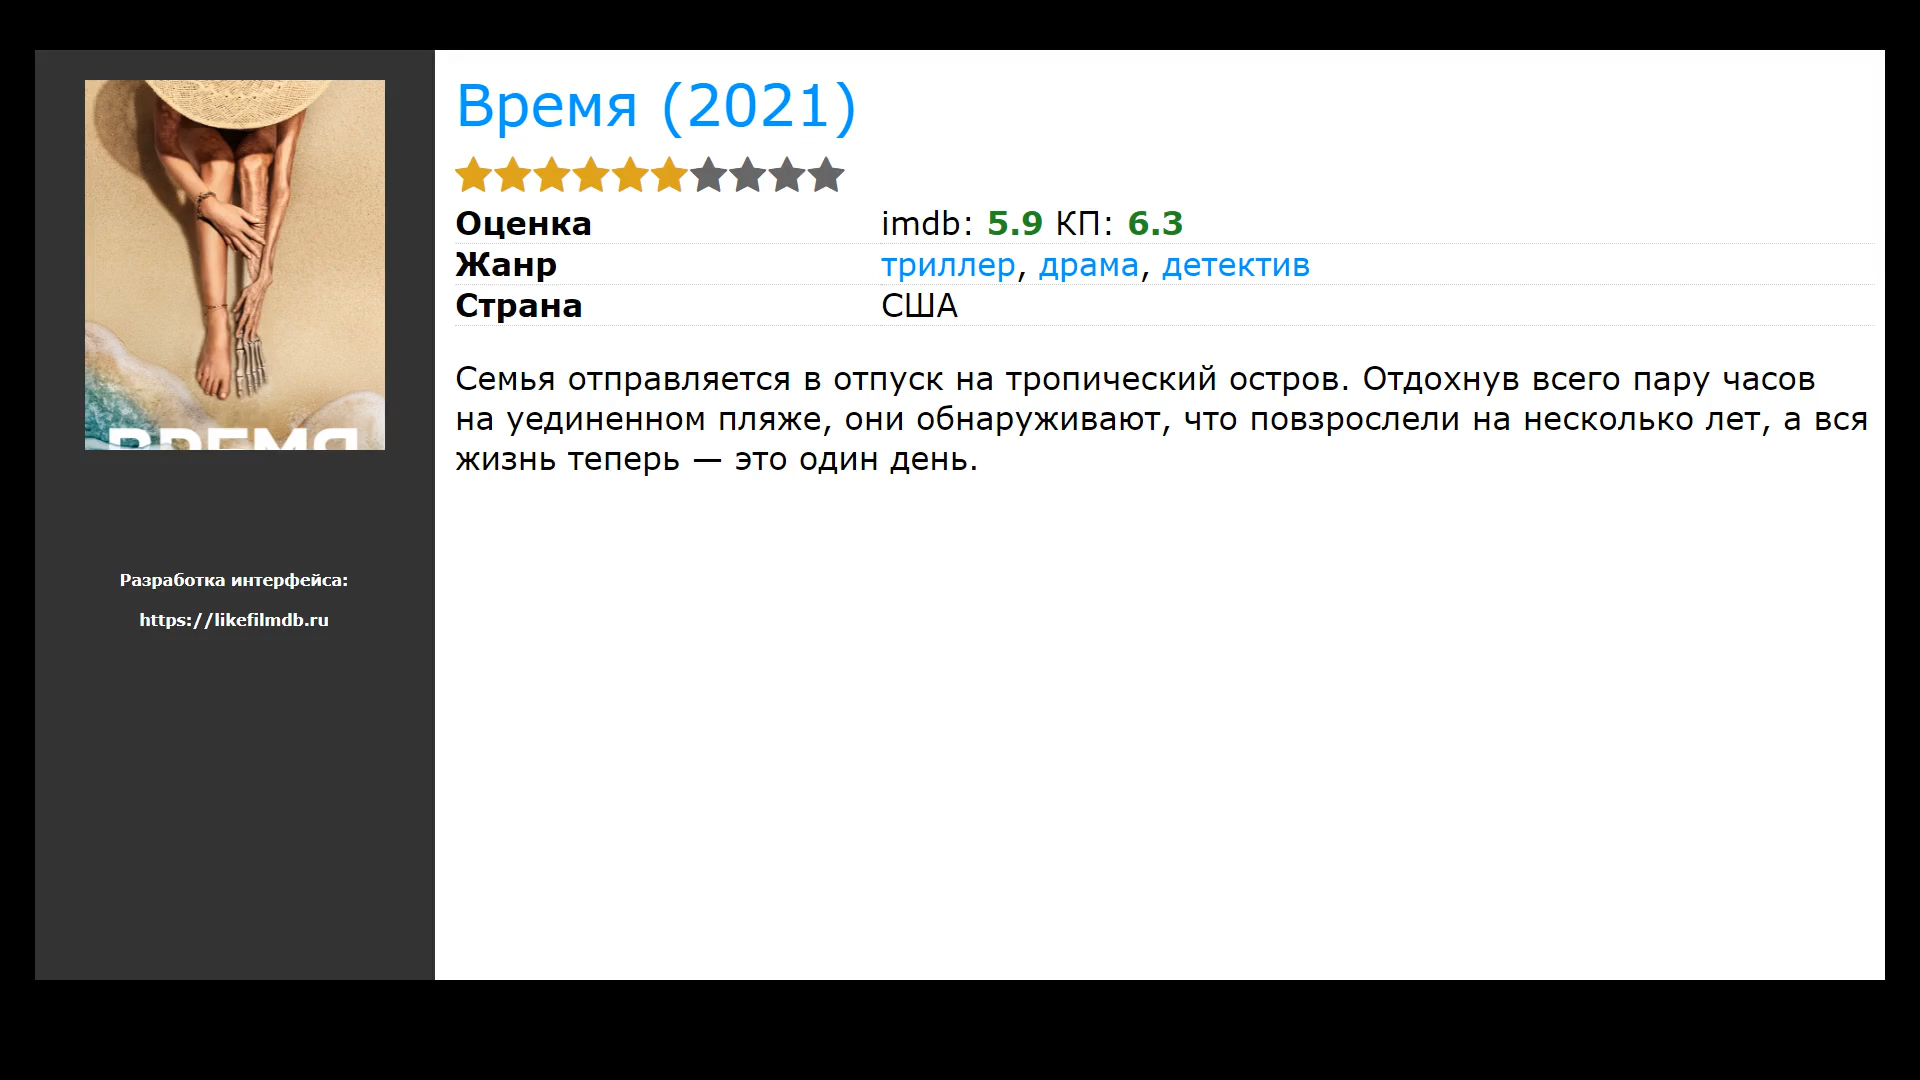 Время (2021)
Оценка imdb: 5.9 КП: 6.3
Жанр триллер, драма, детектив
Страна США
Семья отправляется в отпуск на тропический остров. Отдохнув всего пару часов
на уединенном пляже, они обнаруживают, что повзрослели на несколько лет, а вся
жизнь теперь — это один день.
ВРЕМЯ
Разработка интерфейса:
https://likefilmdb.ru